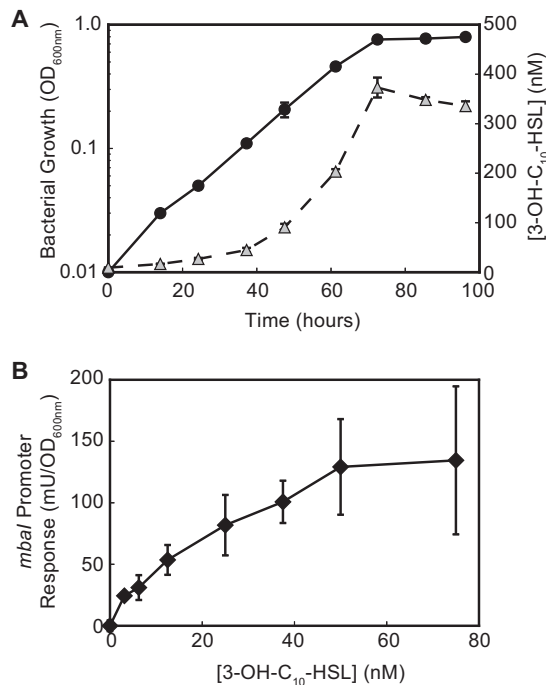 A
Bacterial Growth (OD600nm)
1.0
0.1
0.01
500
400
300
200
100
0
[3-OH-C10-HSL] (nM)
0 20 40 60 80 100
Time (hours)
B
mbaI Promoter
Response (mU/OD600nm)
200
150
100
50
0
0 20 40 60 80
[3-OH-C10-HSL] (nM)